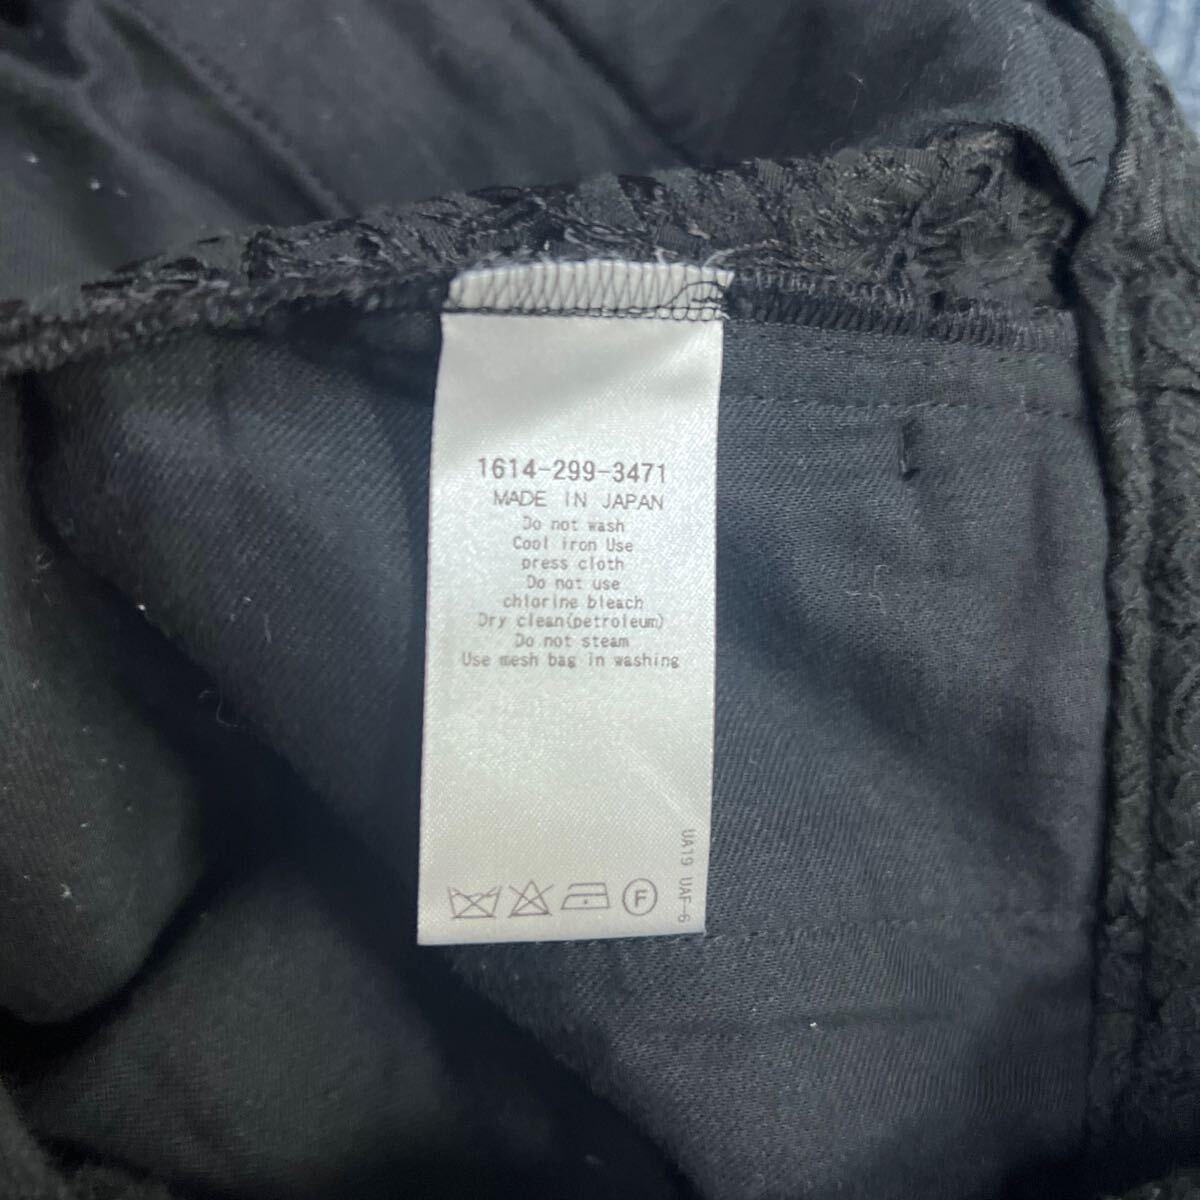 1614-299-3471
MADE IN JAPAN
Do not wash
Cool iron Use
press cloth
Do not use
chlorine bleach
Dry clean(petroleum)
Do not steam
Use mesh bag in washing
UA19 UAF-6
F